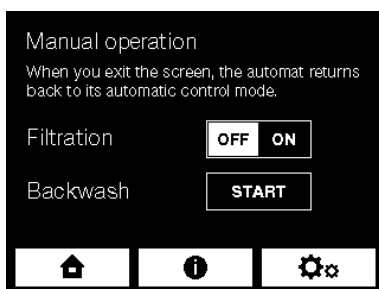 Manual operation
When you exit the screen, the automat returns
back to its automatic control mode.
Filtration OFF ON
Backwash START